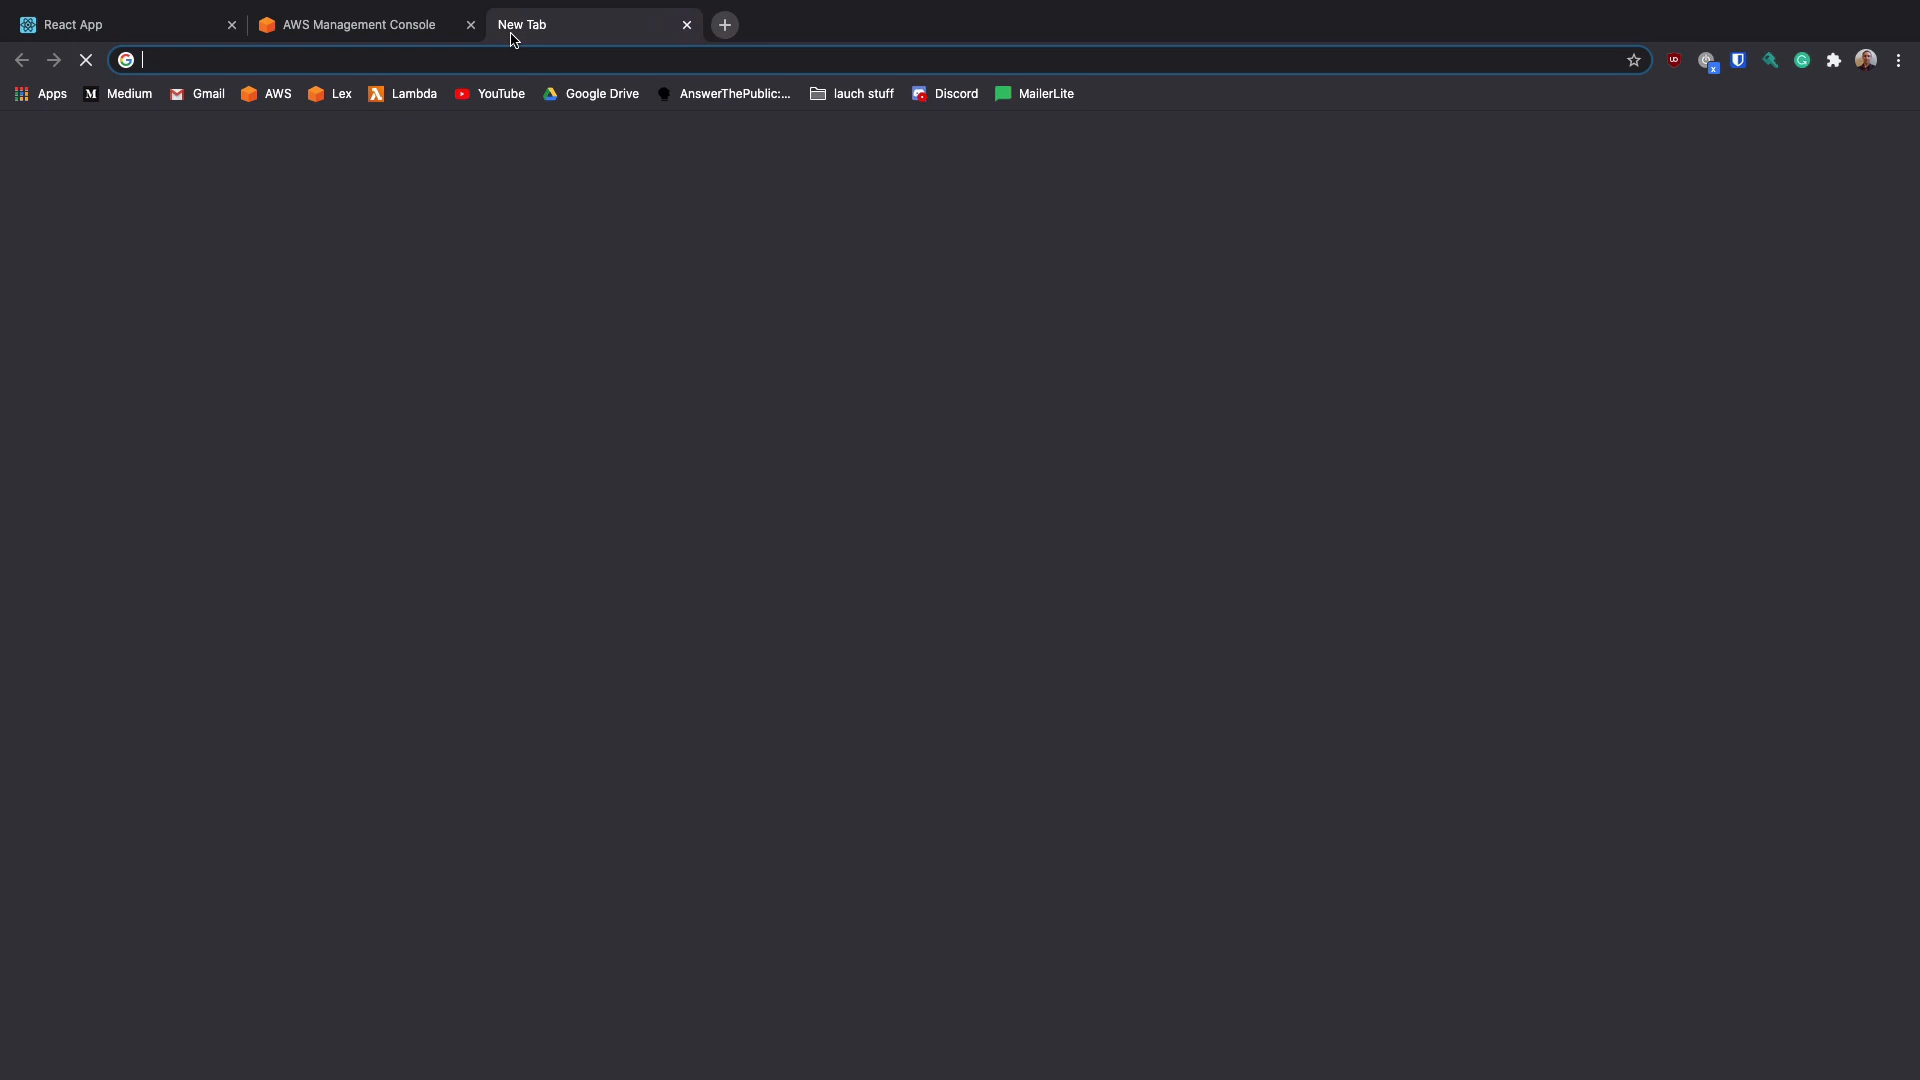 React App
AWS Management Console
New Tab
Apps
Medium
Gmail
AWS
Lex
Lambda
YouTube
Google Drive
AnswerThePublic:...
lauch stuff
Discord
MailerLite